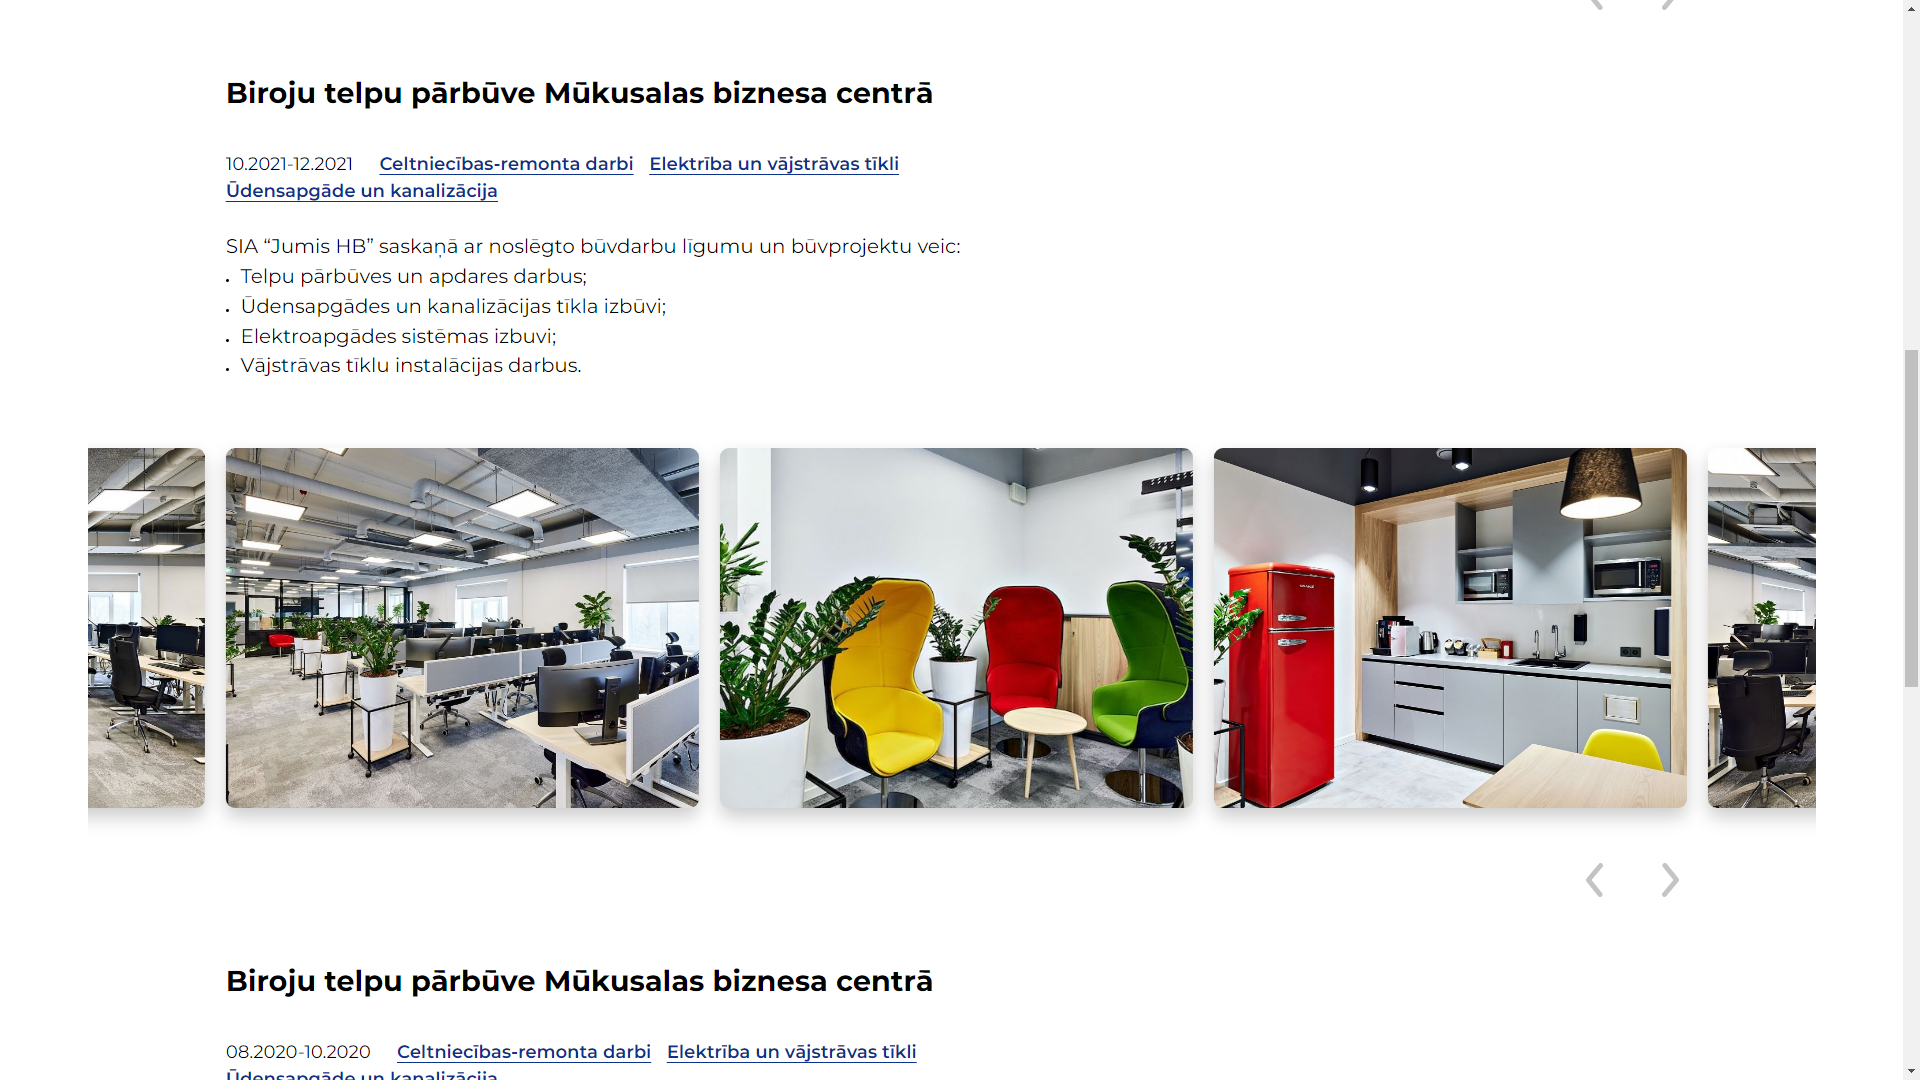 Biroju telpu pārbūve Mūkusalas biznesa centrā
10.2021-12.2021 Celtniecības-remonta darbi Elektrība un vājstrāvas tīkli
Ūdensapgāde un kanalizācija
SIA “Jumis HB” saskaņā ar noslēgto būvdarbu līgumu un būvprojektu veic:
• Telpu pārbūves un apdares darbus;
• Ūdensapgādes un kanalizācijas tīkla izbūvi;
• Elektroapgādes sistēmas izbuvi;
• Vājstrāvas tīklu instalācijas darbus.
Biroju telpu pārbūve Mūkusalas biznesa centrā
08.2020-10.2020 Celtniecības-remonta darbi Elektrība un vājstrāvas tīkli
Ūdensapgāde un kanalizācija